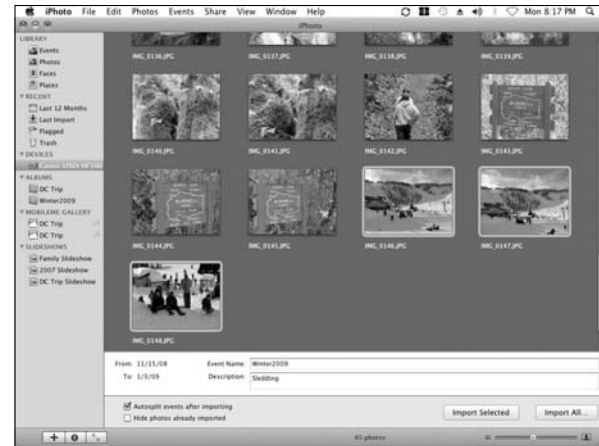 iPhoto File Edit Photos Events Share View Window Help Mon 8:17 PM
iPhoto
LIBRARY
Events
Photos
Faces
Places
RECENT
Last 12 Months
Last Import
Flagged
Trash
DEVICES
ALBUMS
DC Trip
Winter2009
MOBILEME GALLERY
DC Trip
DC Trip
SLIDESHOWS
Family Slideshow
2007 Slideshow
DC Trip Slideshow
IMG_0136.JPG IMG_0137.JPG IMG_0138.JPG IMG_0139.JPG
IMG_0140.JPG IMG_0141.JPG IMG_0142.JPG IMG_0143.JPG
IMG_0144.JPG IMG_0145.JPG IMG_0146.JPG IMG_0147.JPG
IMG_0148.JPG
From: 11/15/08 Event Name: Winter2009
To: 1/3/09 Description: Sledding
Autosplit events after importing
Hide photos already imported
Import Selected Import All...
45 photos